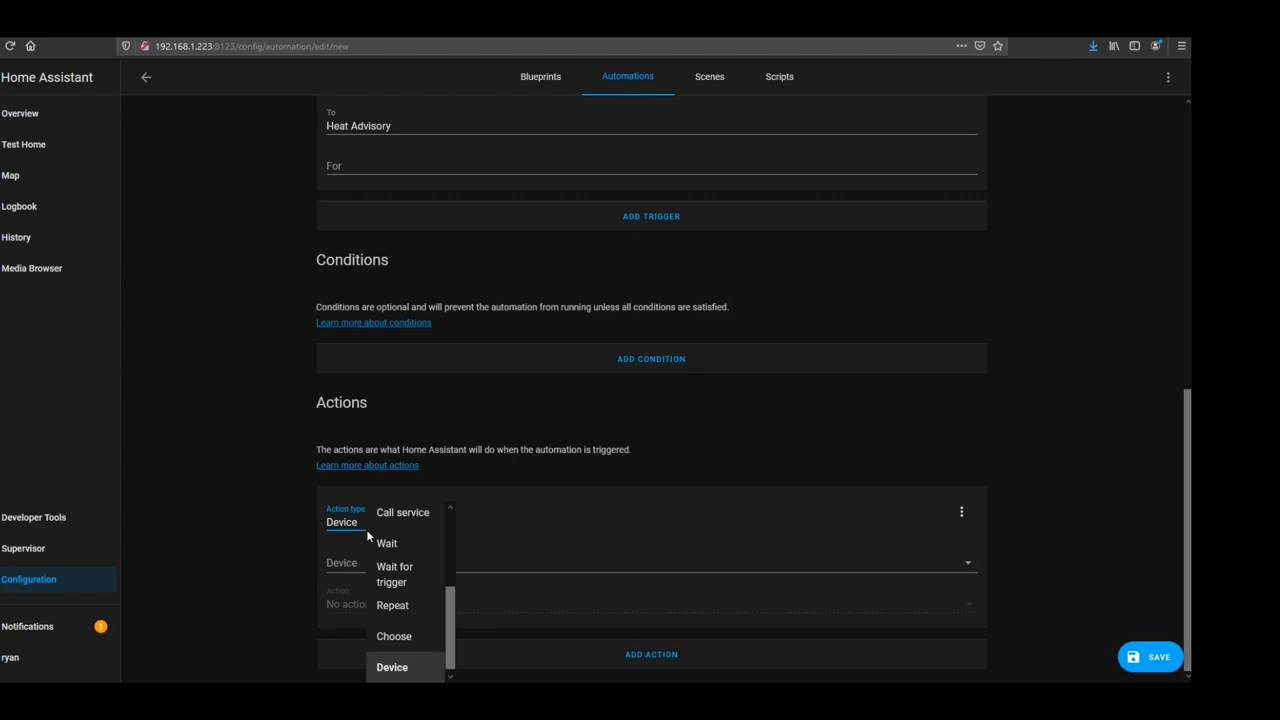 192.168.1.223:8123/config/automation/edit/new
Home Assistant
Blueprints
Automations
Scenes
Scripts
Overview
Test Home
Map
Logbook
History
Media Browser
Developer Tools
Supervisor
Configuration
Notifications
1
ryan
To
Heat Advisory
For
ADD TRIGGER
Conditions
Conditions are optional and will prevent the automation from running unless all conditions are satisfied.
Learn more about conditions
ADD CONDITION
Actions
The actions are what Home Assistant will do when the automation is triggered.
Learn more about actions
Action type
Device
Call service
Wait
Wait for
trigger
Repeat
Choose
Device
Device
Action
No actio
ADD ACTION
SAVE